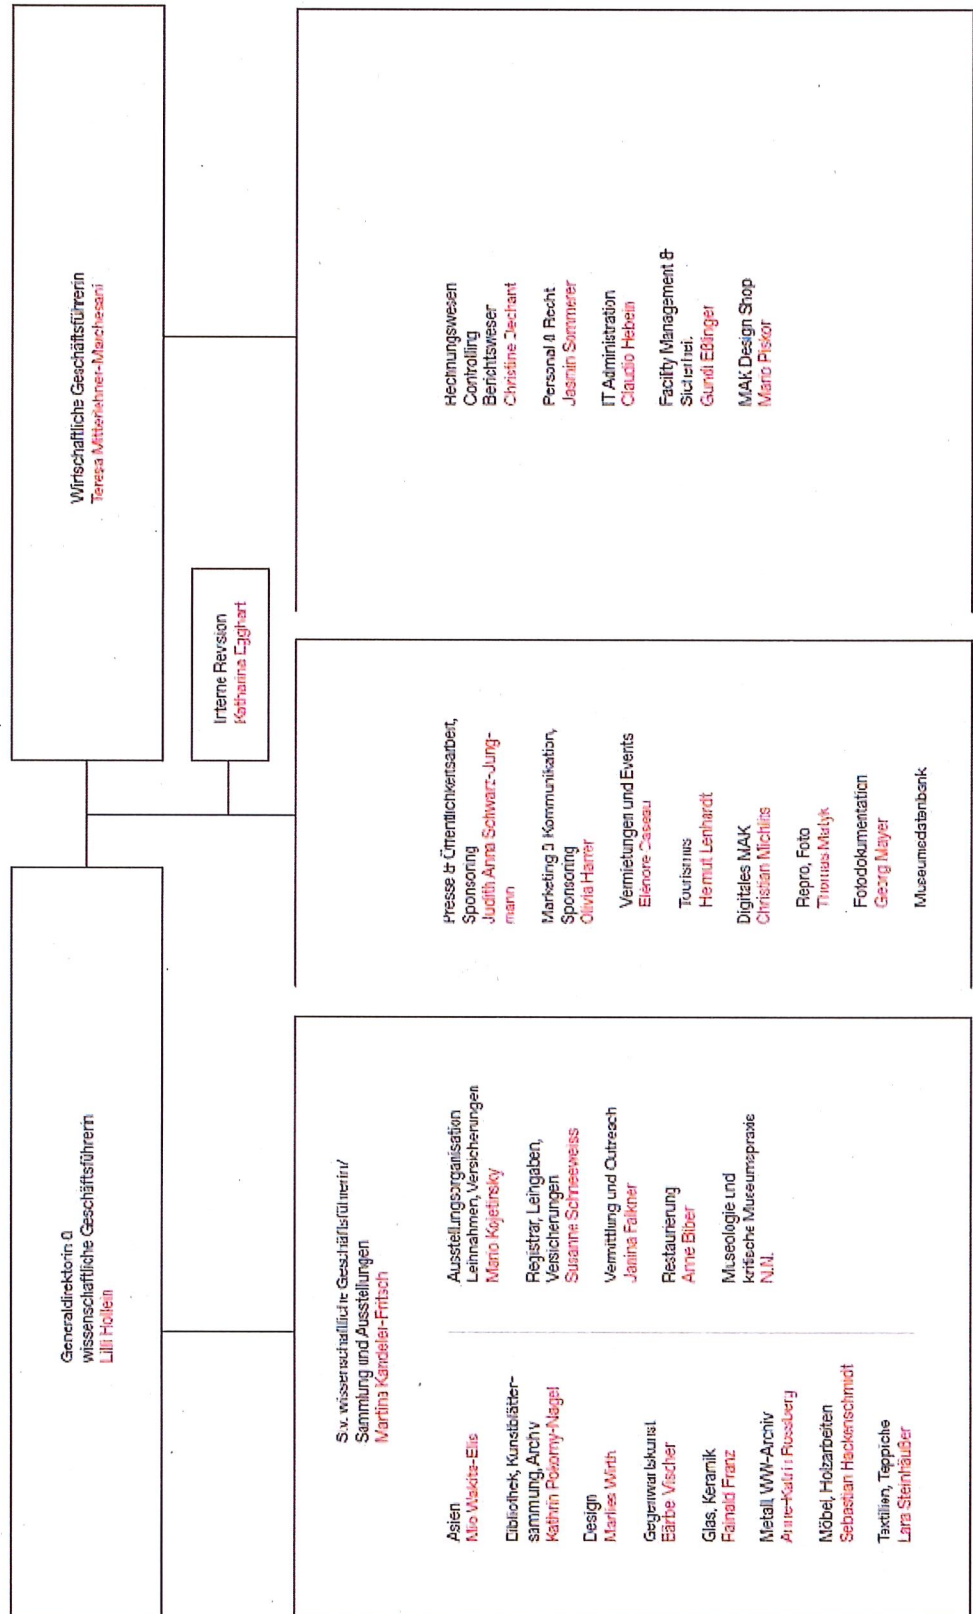 Generaldirektorin &
wissenschaftliche Geschäftsführerin
Lilli Hollein
Wirtschaftliche Geschäftsführerin
Teresa Mitterlehner-Marchesani
Interne Revision
Katharina Egghart
S.v. wissenschaftliche Geschäftsführerin/
Sammlung und Ausstellungen
Martina Kandeler-Fritsch
Asien
Mio Wakita-Elis
Bibliothek, Kunstblätter-
sammung, Archiv
Kathrin Pokorny-Nagel
Design
Marlies Wirth
Gegenwartskunst
Bärbe Vischer
Glas, Keramik
Rainald Franz
Metall, WW-Archiv
Anne-Katrin Rossberg
Möbel, Holzarbeiten
Sebastian Hackenschmidt
Textilien, Teppiche
Lara Steinhäußer
Ausstellungsorganisation
Leihnahmen, Versicherungen
Mario Kojetinsky
Registrar, Leihgaben,
Versicherungen
Susanne Schneeweiss
Vermittlung und Outreach
Janina Falkner
Restaurierung
Anne Biber
Museologie und
kritische Museumspraxis
N.N.
Presse & Öffentlichkeitsarbeit,
Sponsoring
Judith Anna Schwarz-Jung-
mann
Marketing & Kommunikation,
Sponsoring
Olivia Harrer
Vermietungen und Events
Elénore Caseau
Tourismus
Helmut Lenhardt
Digitales MAK
Christian Michlits
Repro, Foto
Thomas Matyk
Fotodokumentation
Georg Mayer
Museumsdatenbank
Rechnungswesen
Controlling
Berichtswesen
Christine Dechant
Personal & Recht
Jasmin Sommerer
IT Administration
Claudio Hebein
Facility Management &
Sicherheit
Gundi Eßlinger
MAK Design Shop
Mario Piskor